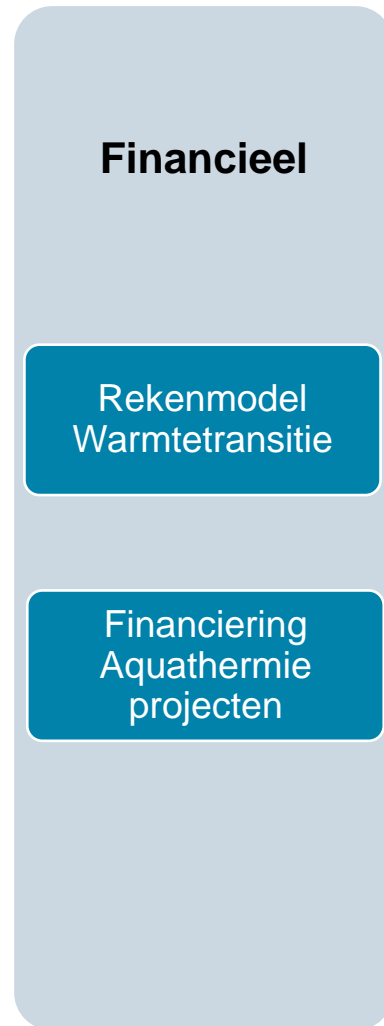 Financieel
Rekenmodel
Warmtetransitie
Financiering
Aquathermie
projecten